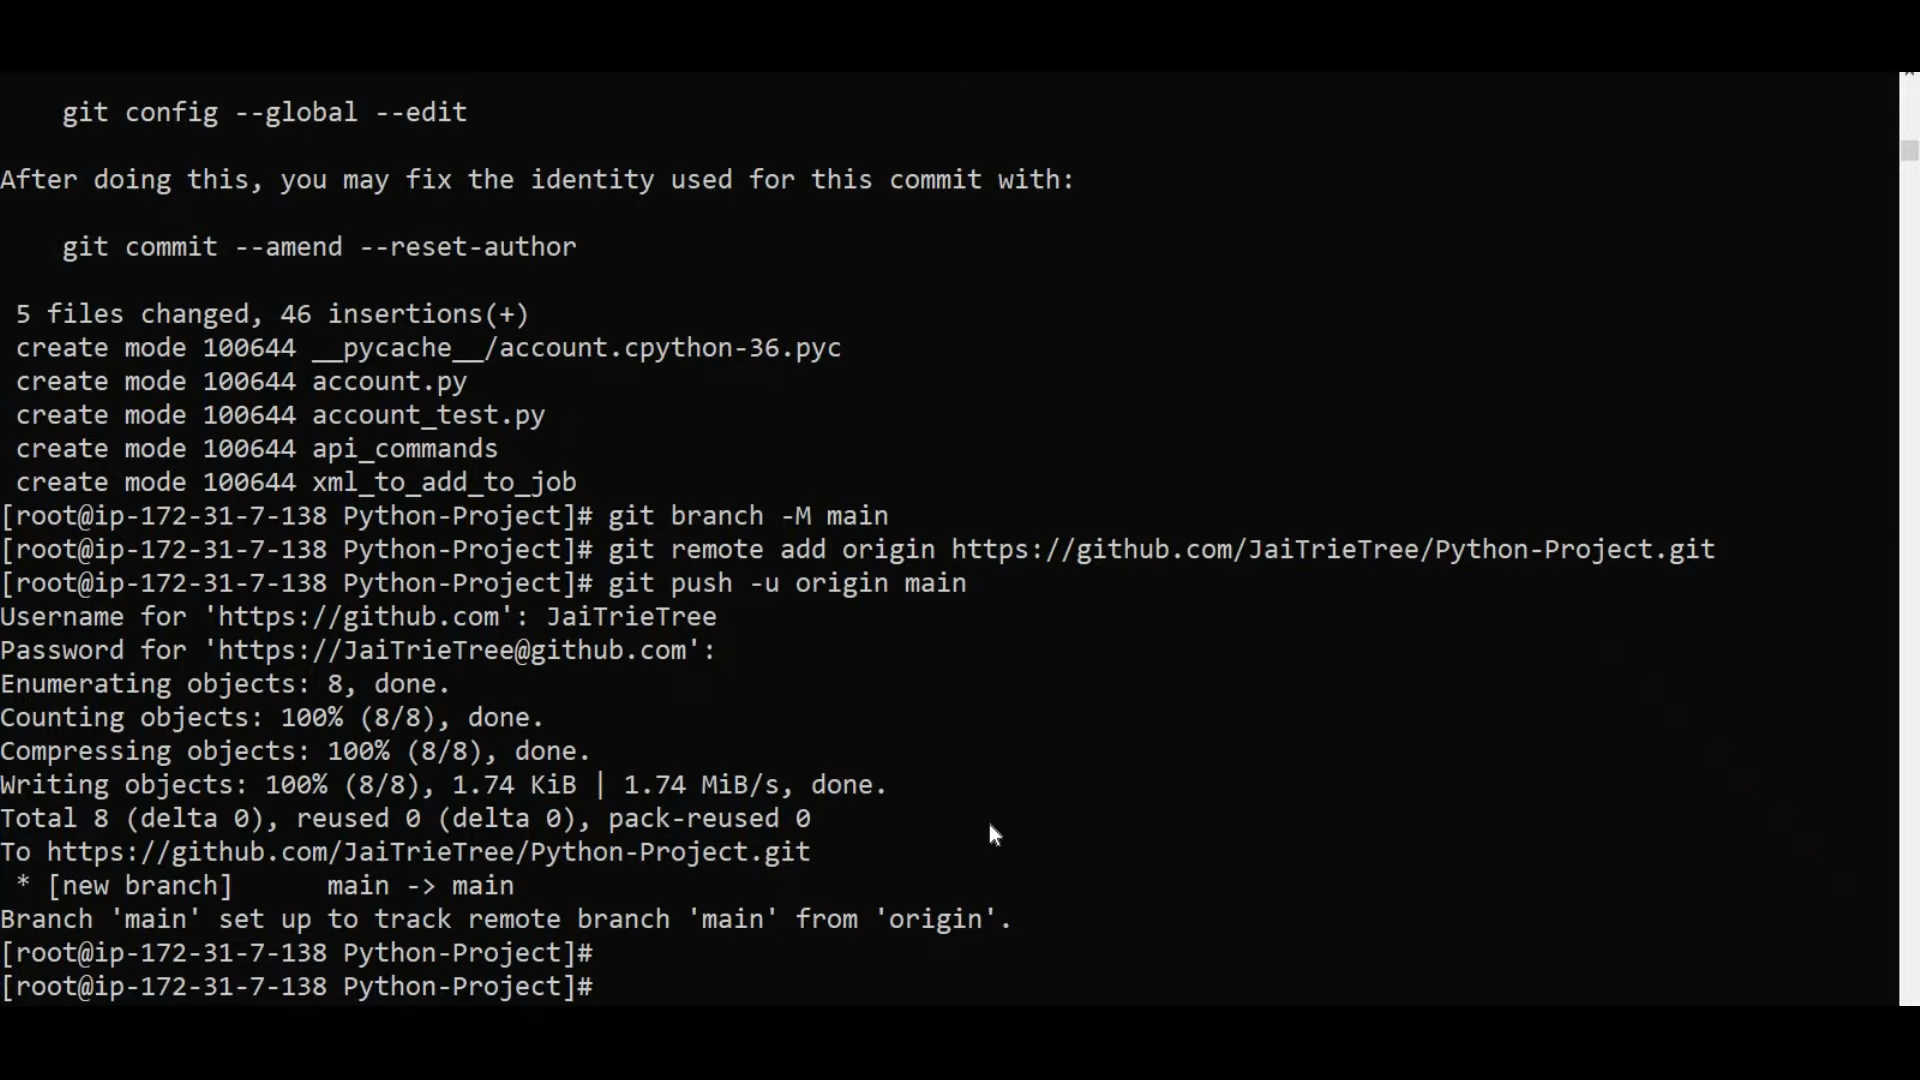 git config --global --edit
After doing this, you may fix the identity used for this commit with:
git commit --amend --reset-author
5 files changed, 46 insertions(+)
create mode 100644 __pycache__/account.cpython-36.pyc
create mode 100644 account.py
create mode 100644 account_test.py
create mode 100644 api_commands
create mode 100644 xml_to_add_to_job
[root@ip-172-31-7-138 Python-Project]# git branch -M main
[root@ip-172-31-7-138 Python-Project]# git remote add origin https://github.com/JaiTrieTree/Python-Project.git
[root@ip-172-31-7-138 Python-Project]# git push -u origin main
Username for 'https://github.com': JaiTrieTree
Password for 'https://JaiTrieTree@github.com':
Enumerating objects: 8, done.
Counting objects: 100% (8/8), done.
Compressing objects: 100% (8/8), done.
Writing objects: 100% (8/8), 1.74 KiB | 1.74 MiB/s, done.
Total 8 (delta 0), reused 0 (delta 0), pack-reused 0
To https://github.com/JaiTrieTree/Python-Project.git
* [new branch]      main -> main
Branch 'main' set up to track remote branch 'main' from 'origin'.
[root@ip-172-31-7-138 Python-Project]#
[root@ip-172-31-7-138 Python-Project]#